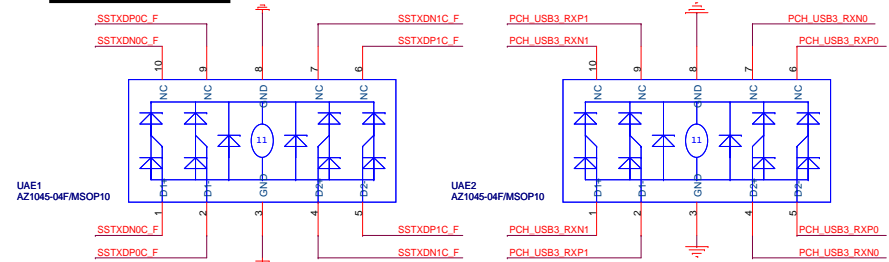 SSTXDP0C_F SSTXDN1C_F PCH_USB3_RXP1 PCH_USB3_RXN0
SSTXDN0C_F SSTXDP1C_F PCH_USB3_RXN1 PCH_USB3_RXP0
10 9 8 7 6 10 9 8 7 6
NC NC GND NC NC NC NC GND NC NC
11 11
UAE1 UAE2
AZ1045-04F/MSOP10 AZ1045-04F/MSOP10
D1+ D1- GND D2+ D2- D1+ D1- GND D2+ D2-
1 2 3 4 5 1 2 3 4 5
SSTXDN0C_F SSTXDP1C_F PCH_USB3_RXN1 PCH_USB3_RXP0
SSTXDP0C_F SSTXDN1C_F PCH_USB3_RXP1 PCH_USB3_RXN0